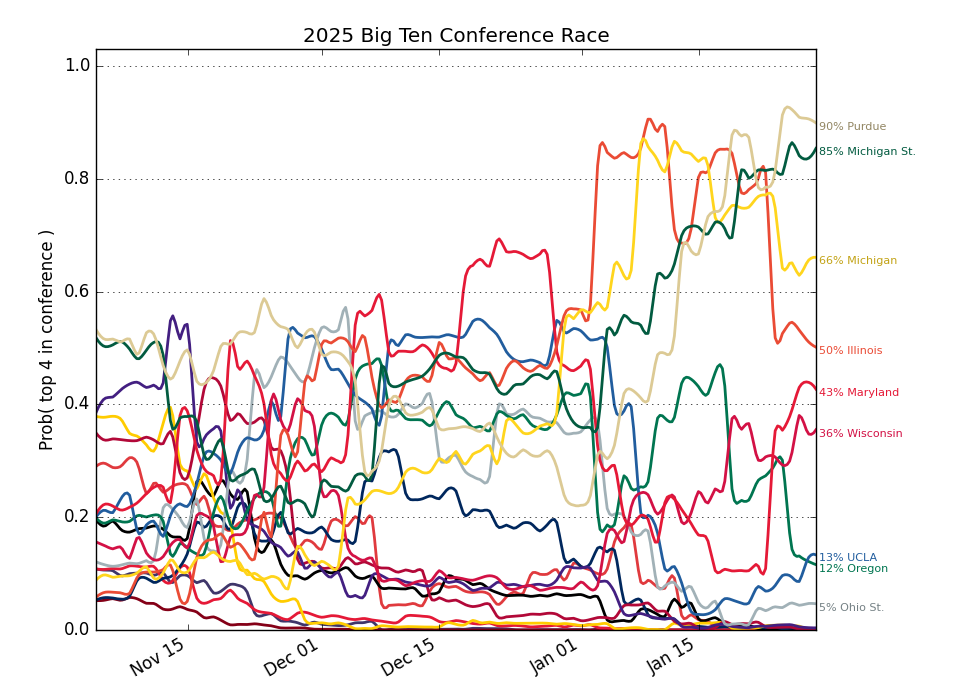 2025 Big Ten Conference Race
Prob( top 4 in conference )
1.0
0.8
0.6
0.4
0.2
0.0
Nov 15
Dec 01
Dec 15
Jan 01
Jan 15
90% Purdue
85% Michigan St.
66% Michigan
50% Illinois
43% Maryland
36% Wisconsin
13% UCLA
12% Oregon
5% Ohio St.